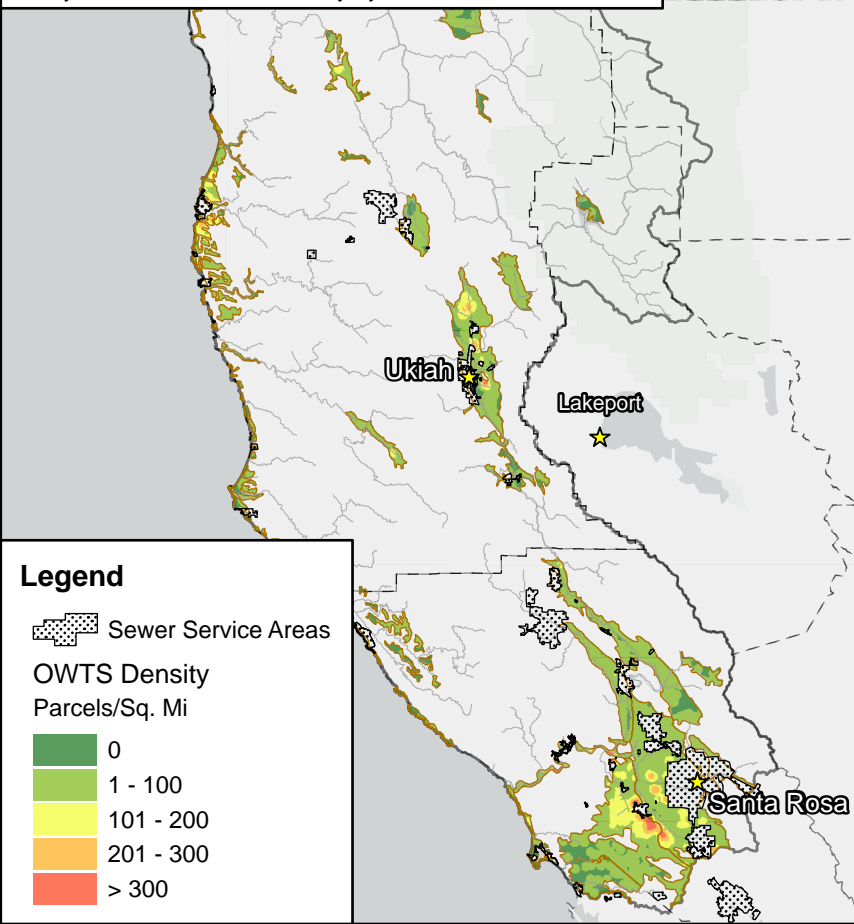 Ukiah
Lakeport
Santa Rosa
Legend
Sewer Service Areas
OWTS Density
Parcels/Sq. Mi
0
1 - 100
101 - 200
201 - 300
> 300